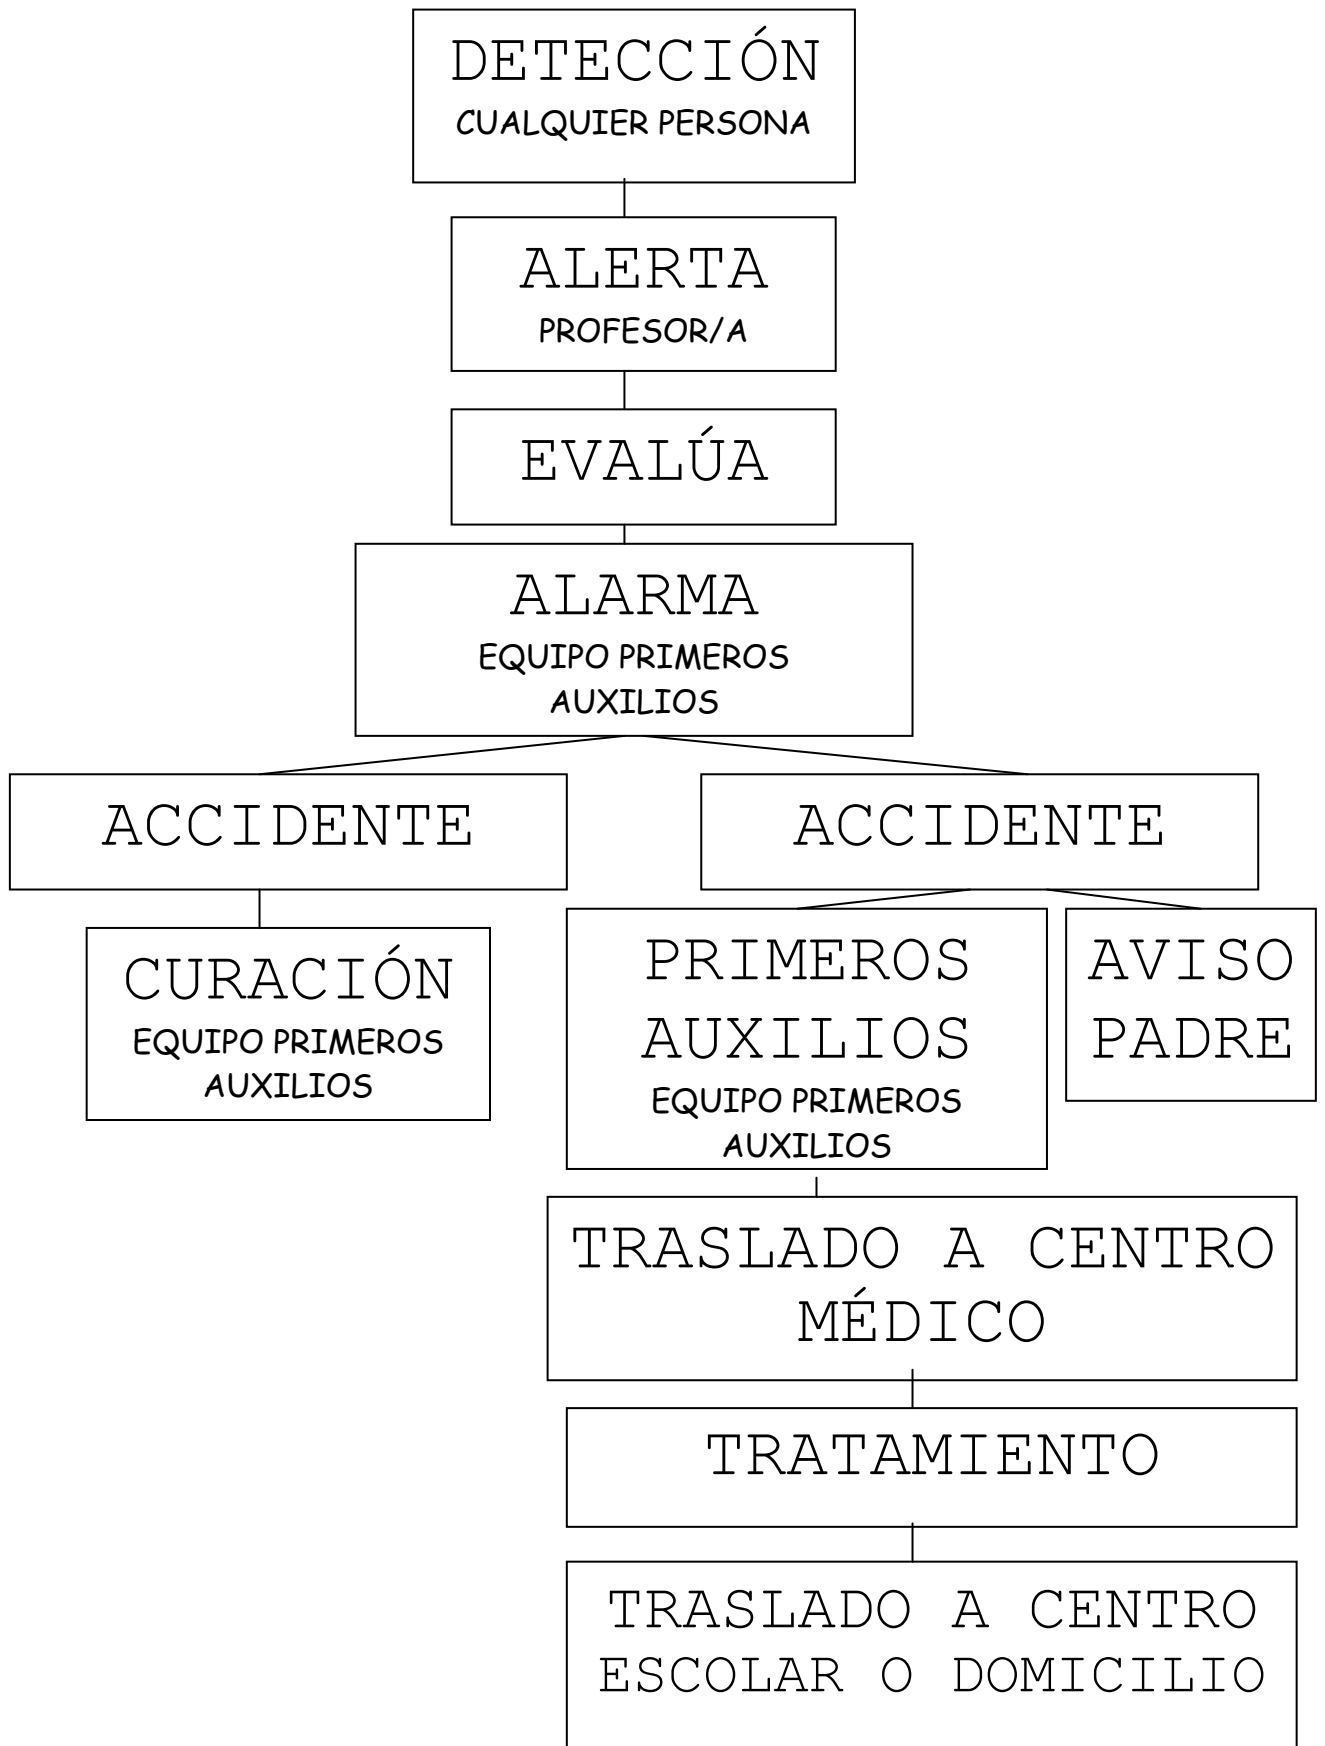 DETECCIÓN
CUALQUIER PERSONA
ALERTA
PROFESOR/A
EVALÚA
ALARMA
EQUIPO PRIMEROS
AUXILIOS
ACCIDENTE
ACCIDENTE
CURACIÓN
EQUIPO PRIMEROS
AUXILIOS
PRIMEROS
AUXILIOS
EQUIPO PRIMEROS
AUXILIOS
AVISO
PADRE
TRASLADO A CENTRO
MÉDICO
TRATAMIENTO
TRASLADO A CENTRO
ESCOLAR O DOMICILIO